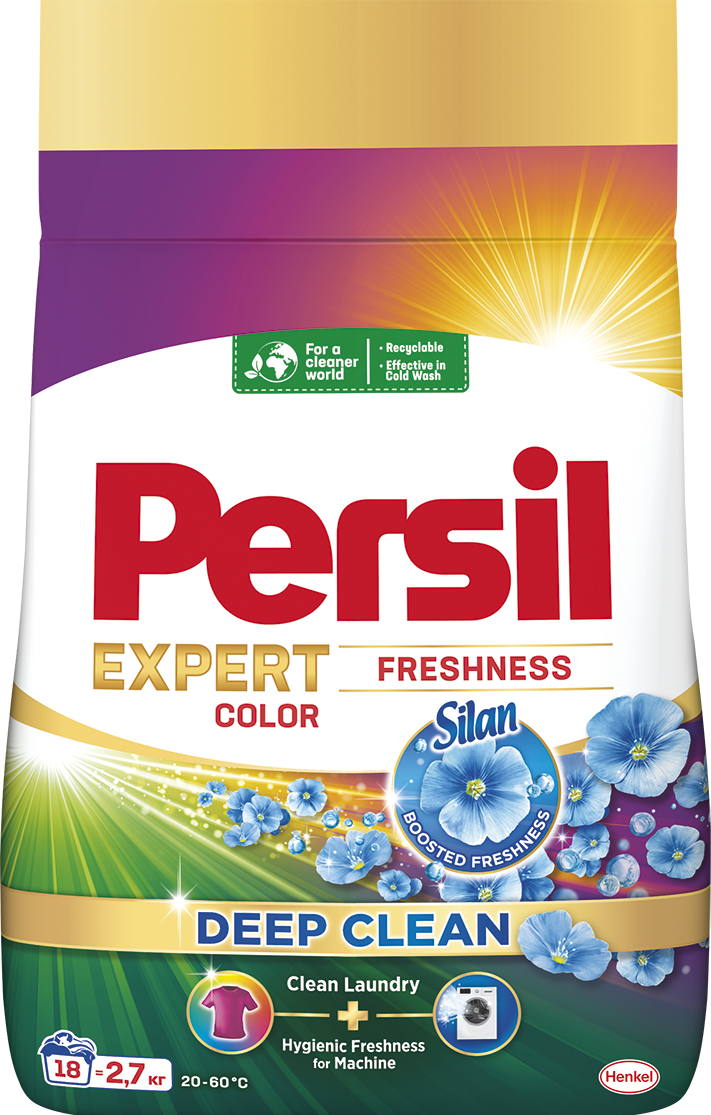 For a
cleaner
world
• Recyclable
• Effective in
Cold Wash
Persil
EXPERT
COLOR
FRESHNESS
Silan
BOOSTED FRESHNESS
DEEP CLEAN
Clean Laundry
+
Hygienic Freshness
for Machine
18 = 2,7 кг
20-60°C
Henkel